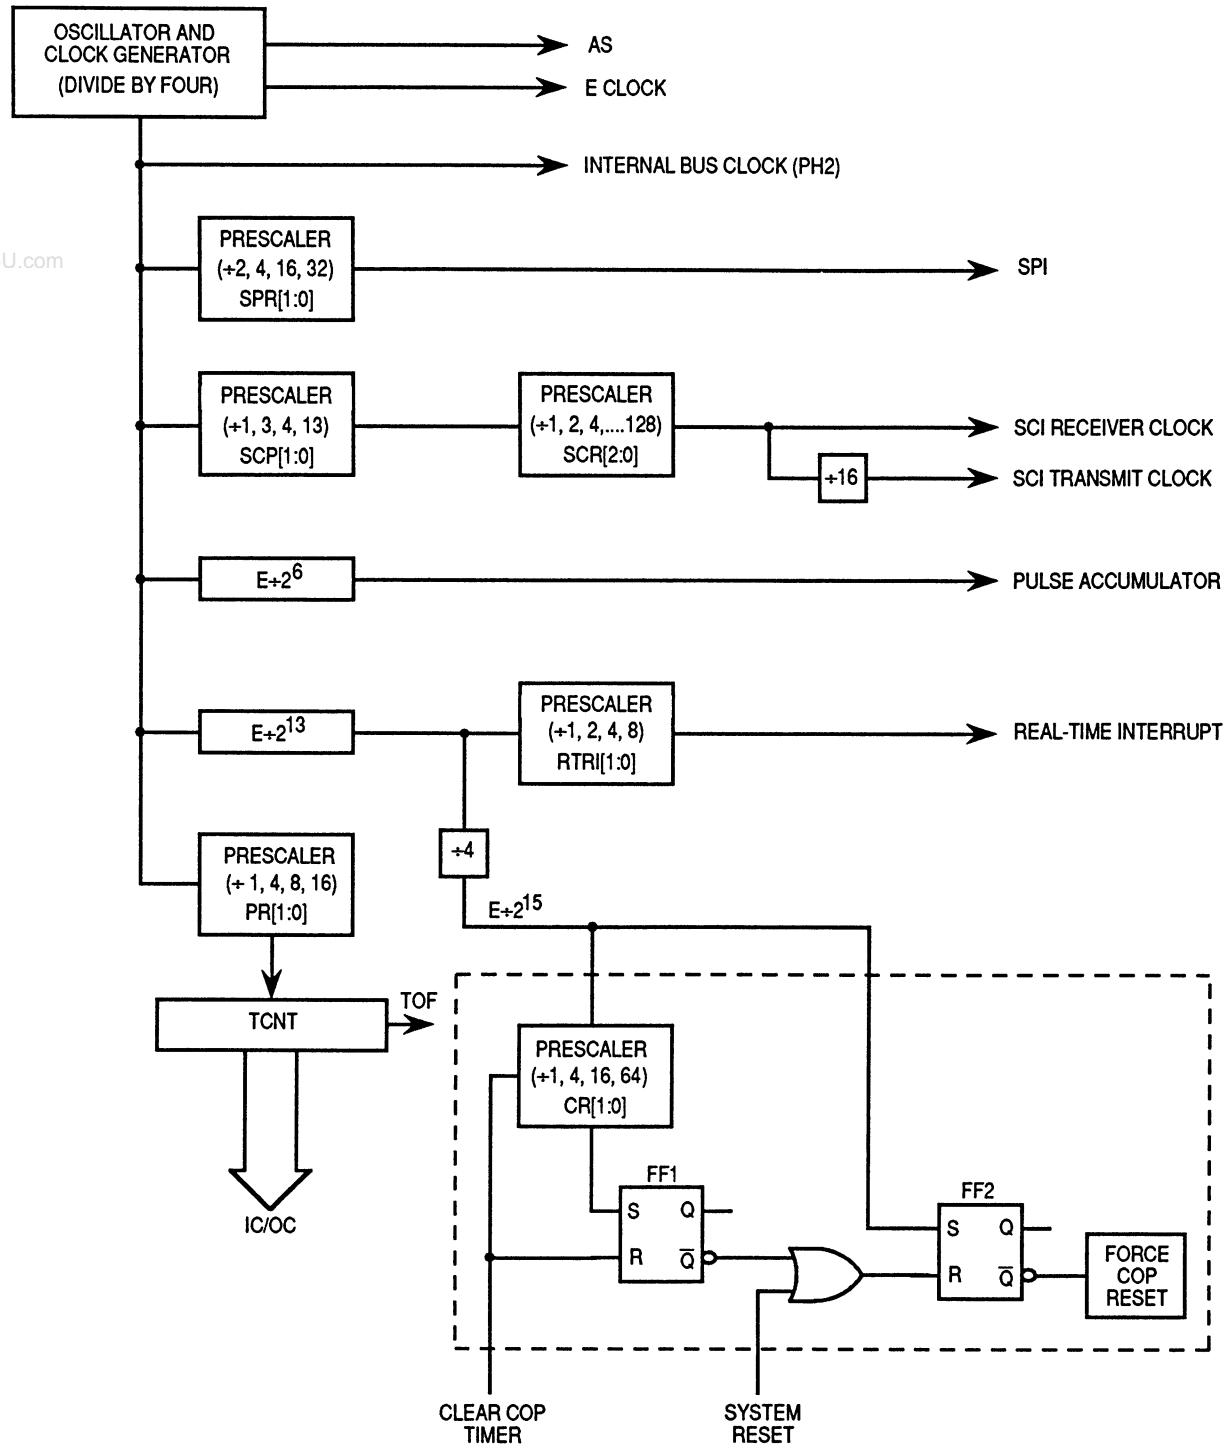 OSCILLATOR AND
CLOCK GENERATOR
(DIVIDE BY FOUR)
AS
E CLOCK
INTERNAL BUS CLOCK (PH2)
U.com
PRESCALER
(÷2, 4, 16, 32)
SPR[1:0]
SPI
PRESCALER
(÷1, 3, 4, 13)
SCP[1:0]
PRESCALER
(÷1, 2, 4,....128)
SCR[2:0]
SCI RECEIVER CLOCK
÷16
SCI TRANSMIT CLOCK
E÷2⁶
PULSE ACCUMULATOR
E÷2¹³
PRESCALER
(÷1, 2, 4, 8)
RTRI[1:0]
REAL-TIME INTERRUPT
÷4
PRESCALER
(÷ 1, 4, 8, 16)
PR[1:0]
E÷2¹⁵
TCNT
TOF
IC/OC
PRESCALER
(÷1, 4, 16, 64)
CR[1:0]
FF1
S Q
R Q̅
FF2
S Q
R Q̅
FORCE
COP
RESET
CLEAR COP
TIMER
SYSTEM
RESET